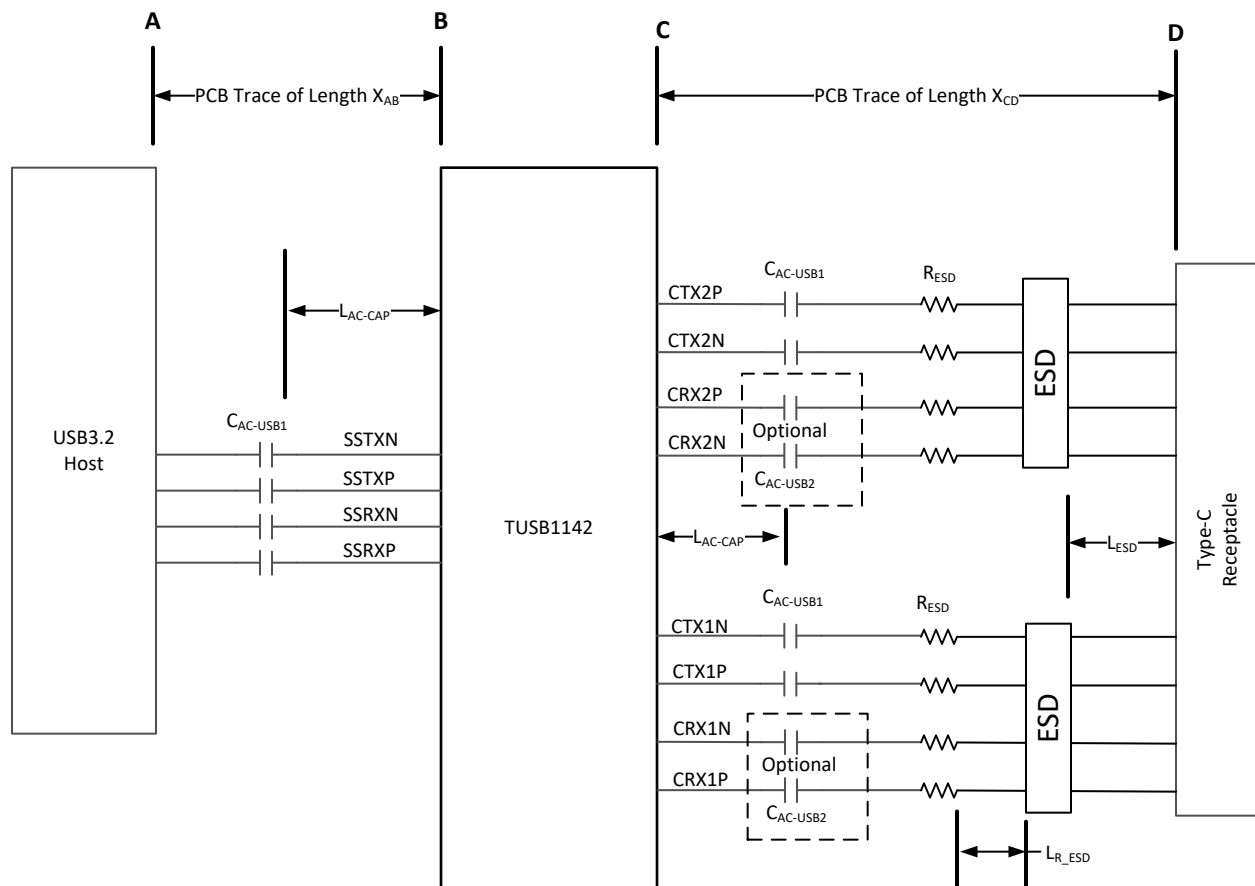 A
B
C
D
PCB Trace of Length XAB
PCB Trace of Length XCD
LAC-CAP
CAC-USB1
RESD
CTX2P
CTX2N
CRX2P
Optional
CRX2N
CAC-USB2
ESD
USB3.2
Host
CAC-USB1
SSTXN
SSTXP
SSRXN
SSRXP
TUSB1142
LAC-CAP
LESD
Type-C
Receptacle
CAC-USB1
RESD
CTX1N
CTX1P
CRX1N
Optional
CRX1P
CAC-USB2
ESD
LR_ESD